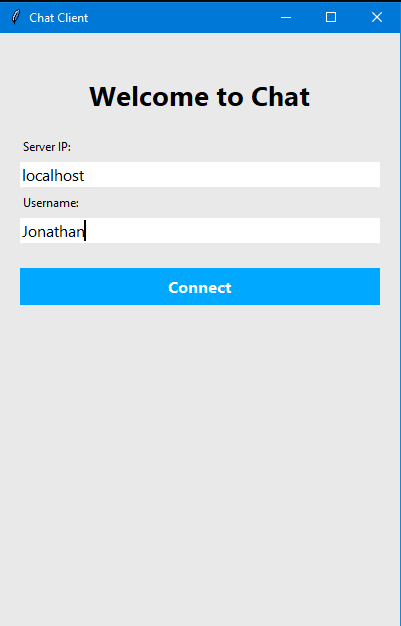 Chat Client
Welcome to Chat
Server IP:
localhost
Username:
Jonathan
Connect